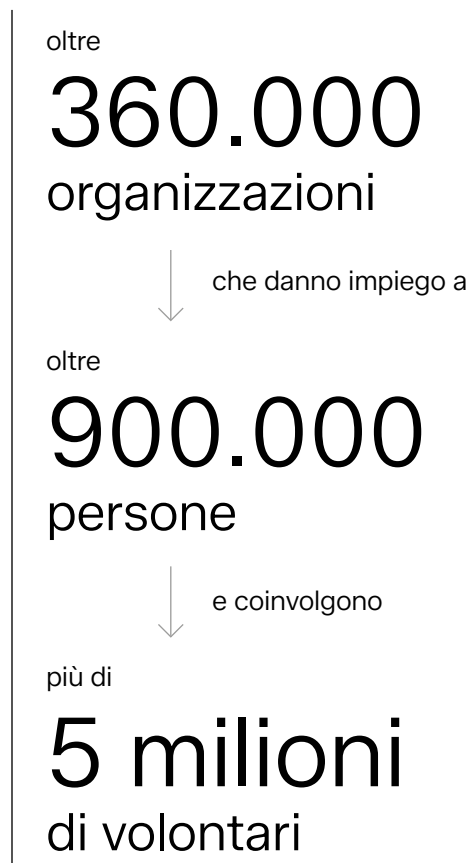 oltre
360.000
organizzazioni
che danno impiego a
oltre
900.000
persone
e coinvolgono
più di
5 milioni
di volontari